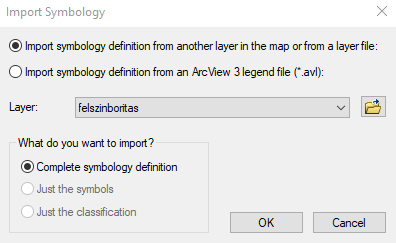 Import Symbology
Import symbology definition from another layer in the map or from a layer file:
Import symbology definition from an ArcView 3 legend file (*.avl):
Layer:
felszinboritas
What do you want to import?
Complete symbology definition
Just the symbols
Just the classification
OK
Cancel